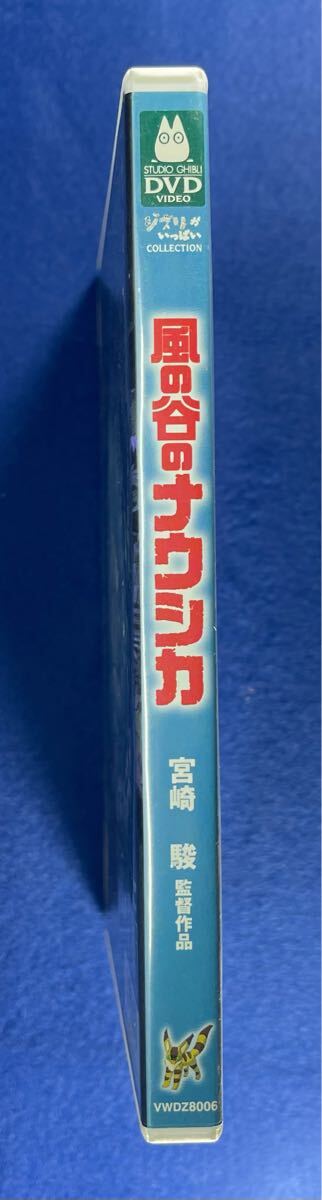 STUDIO GHIBLI
DVD
VIDEO
ジブリが
いっぱい
COLLECTION
風の谷のナウシカ
宮崎 駿 監督作品
VWDZ8006